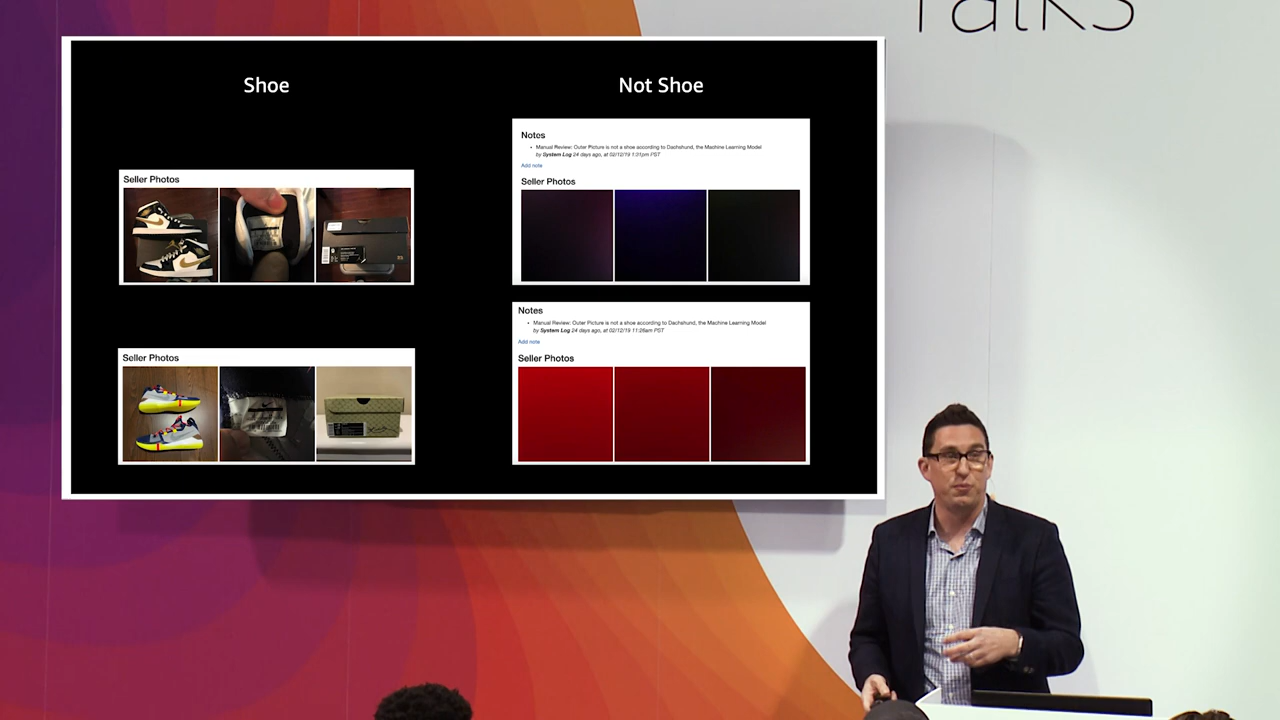 Talks
Shoe
Not Shoe
Seller Photos
Seller Photos
Notes
Manual Review: Outer Picture is not a shoe according to Dachshund, the Machine Learning Model
by System Log 24 days ago, at 02/12/19 1:31pm PST
Add note
Seller Photos
Notes
Manual Review: Outer Picture is not a shoe according to Dachshund, the Machine Learning Model
by System Log 24 days ago, at 02/12/19 11:26am PST
Add note
Seller Photos